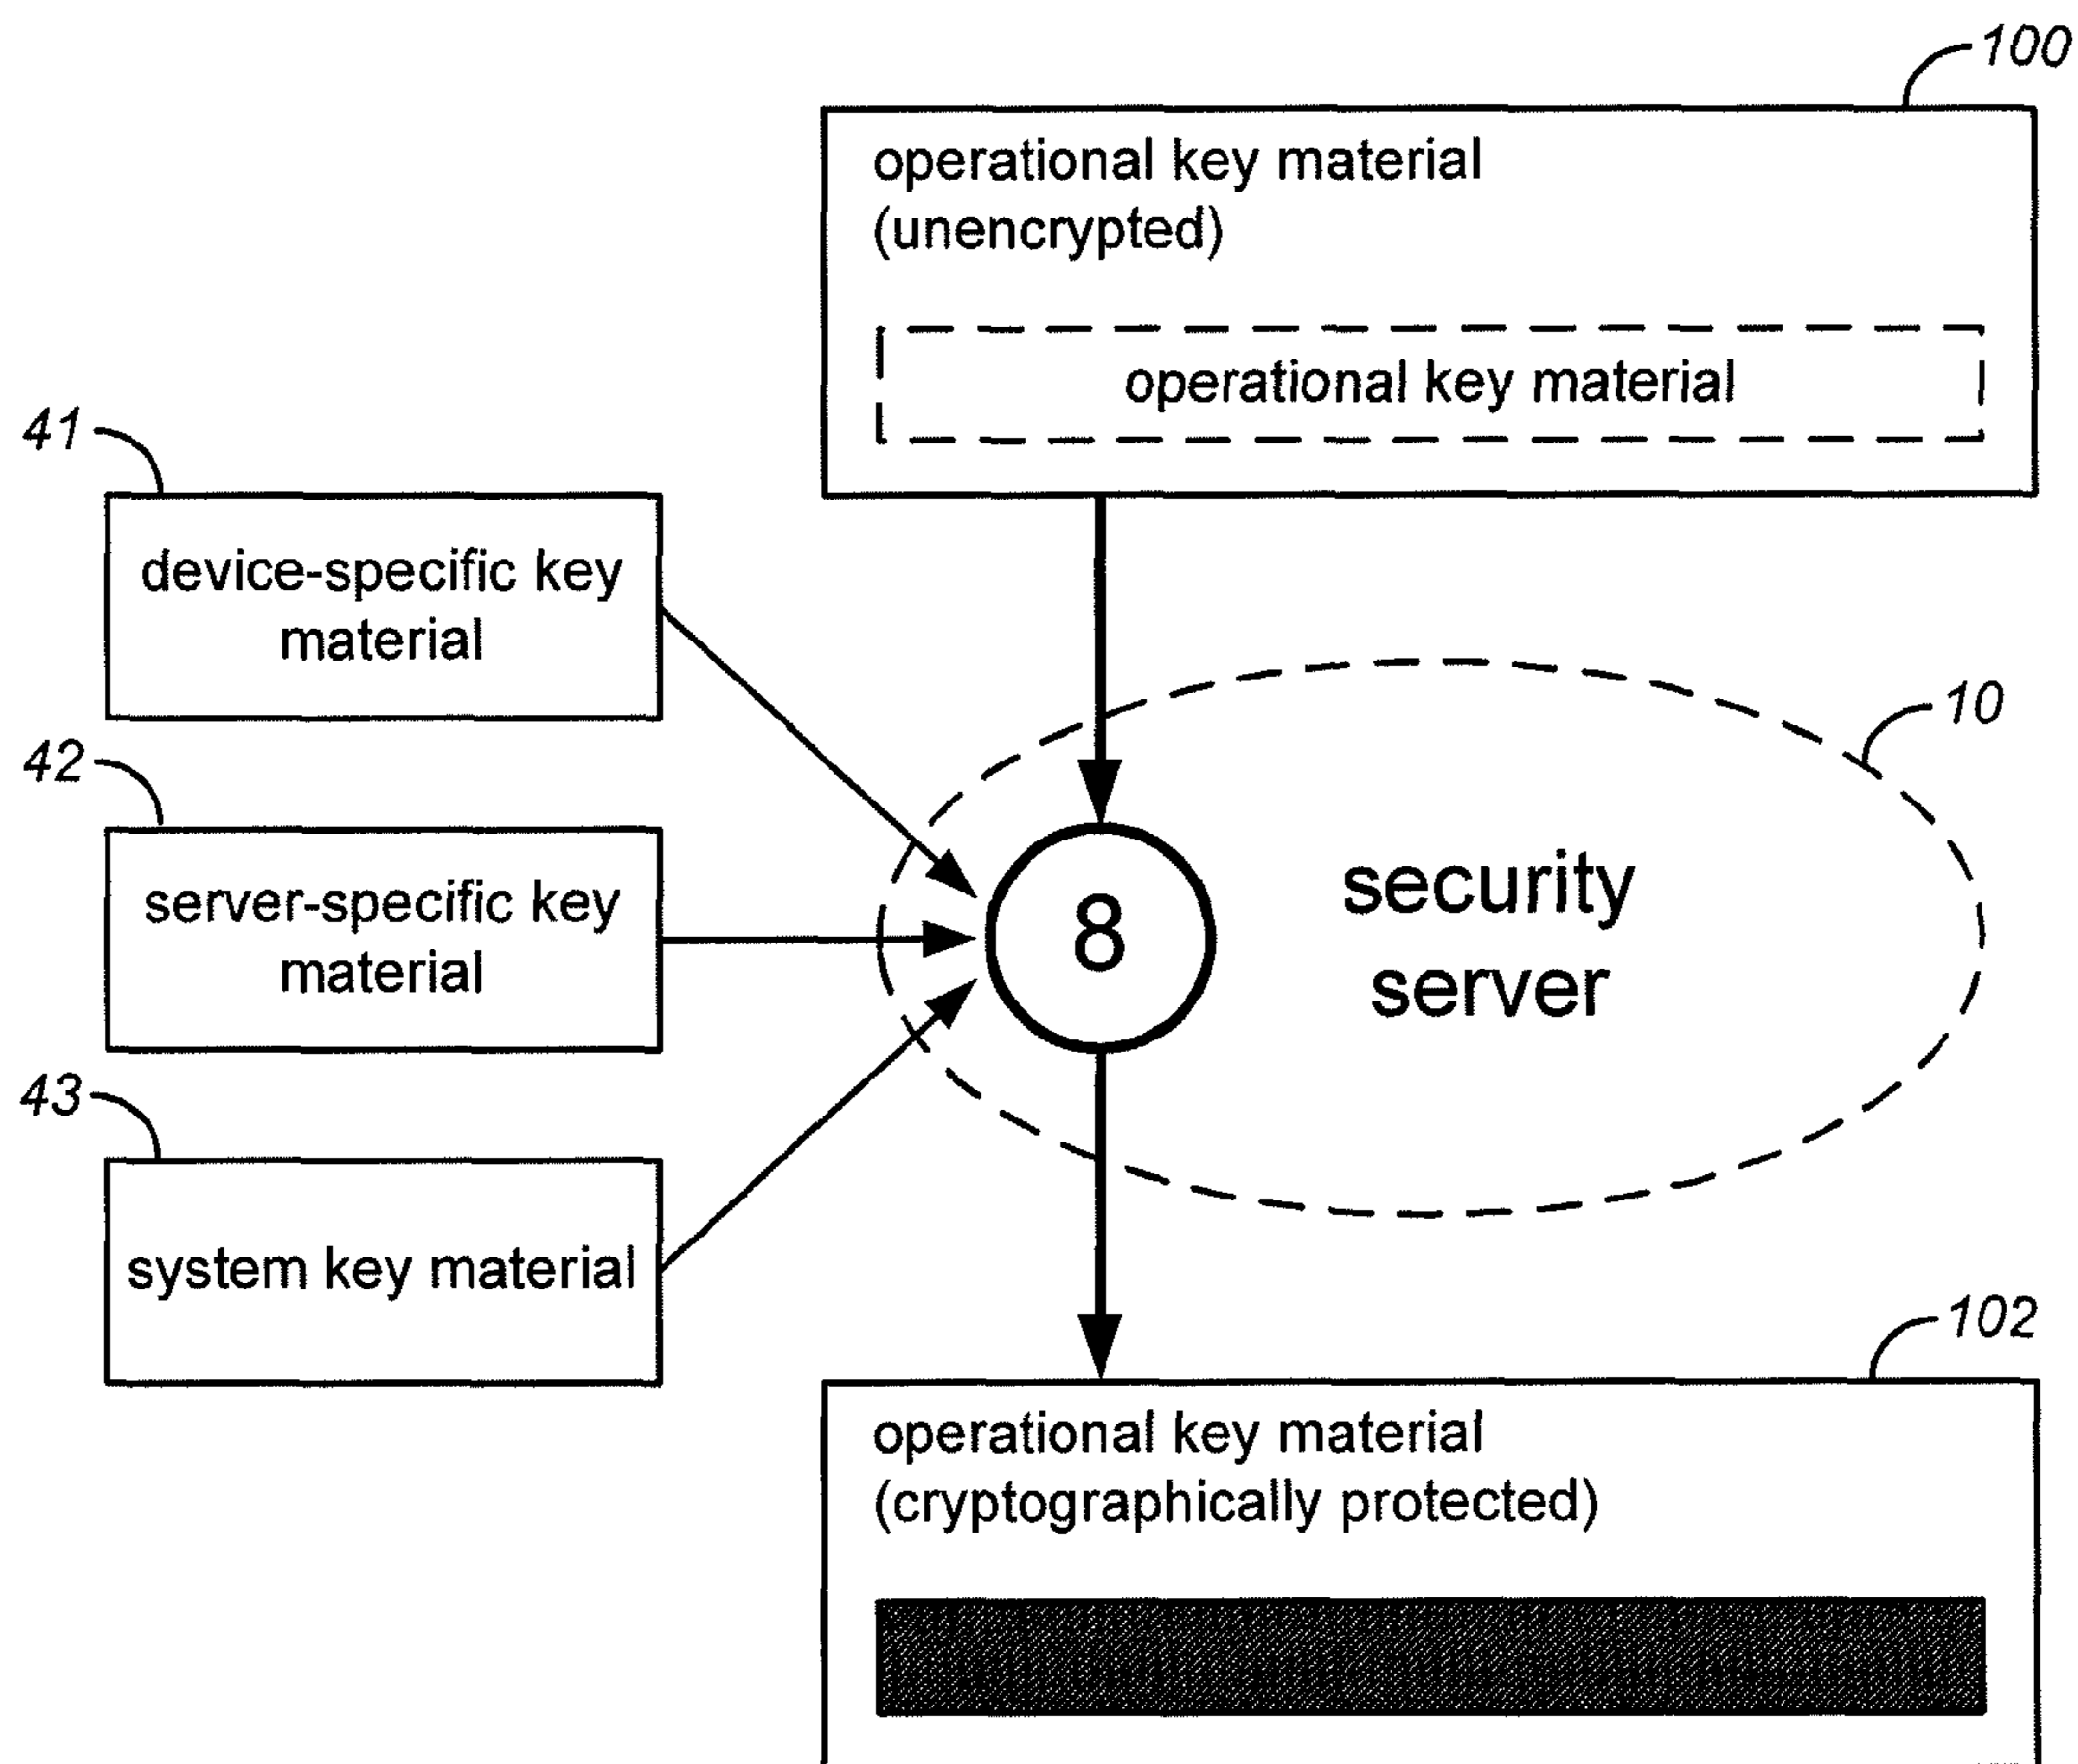 100
operational key material
(unencrypted)
operational key material
41
device-specific key
material
10
42
server-specific key
material
8
security
server
43
system key material
102
operational key material
(cryptographically protected)